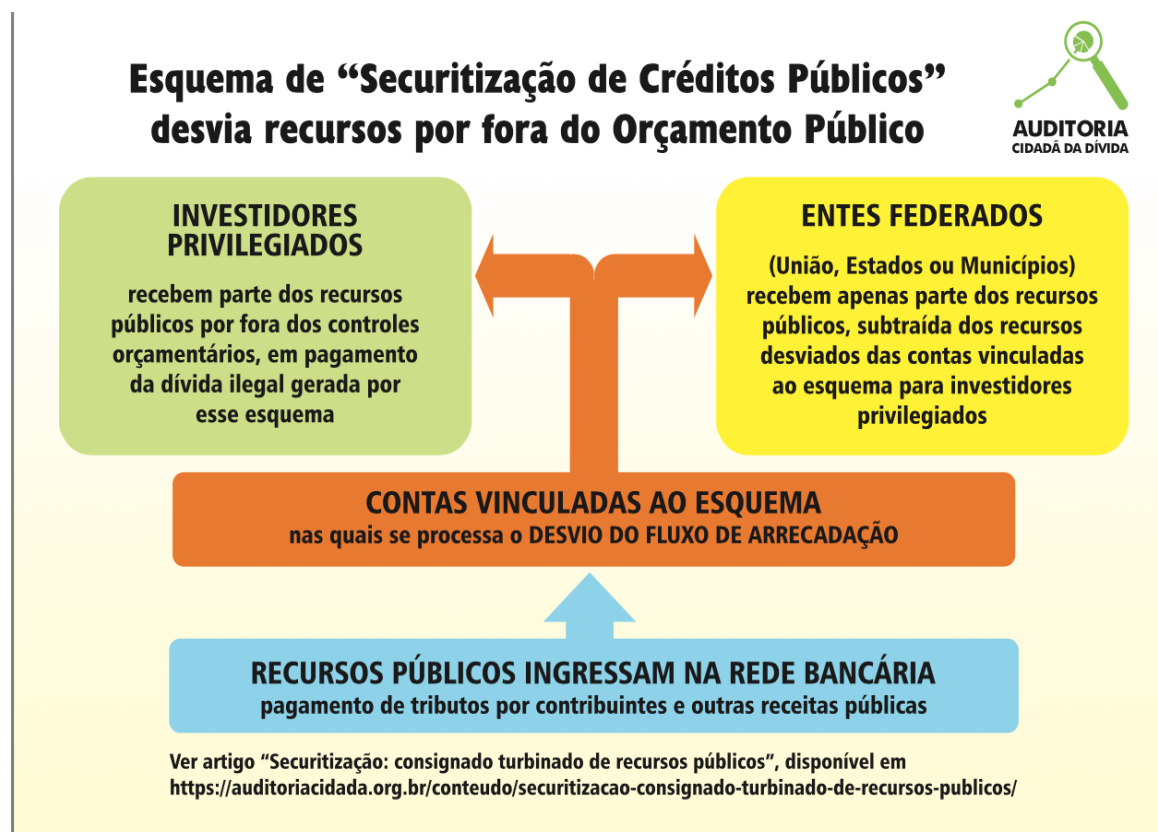 Esquema de “Securitização de Créditos Públicos”
desvia recursos por fora do Orçamento Público
AUDITORIA
CIDADÃ DA DÍVIDA
INVESTIDORES
PRIVILEGIADOS
recebem parte dos recursos
públicos por fora dos controles
orçamentários, em pagamento
da dívida ilegal gerada por
esse esquema
ENTES FEDERADOS
(União, Estados ou Municípios)
recebem apenas parte dos recursos
públicos, subtraída dos recursos
desviados das contas vinculadas
ao esquema para investidores
privilegiados
CONTAS VINCULADAS AO ESQUEMA
nas quais se processa o DESVIO DO FLUXO DE ARRECADAÇÃO
RECURSOS PÚBLICOS INGRESSAM NA REDE BANCÁRIA
pagamento de tributos por contribuintes e outras receitas públicas
Ver artigo “Securitização: consignado turbinado de recursos públicos”, disponível em
https://auditoriacidada.org.br/conteudo/securitizacao-consignado-turbinado-de-recursos-publicos/